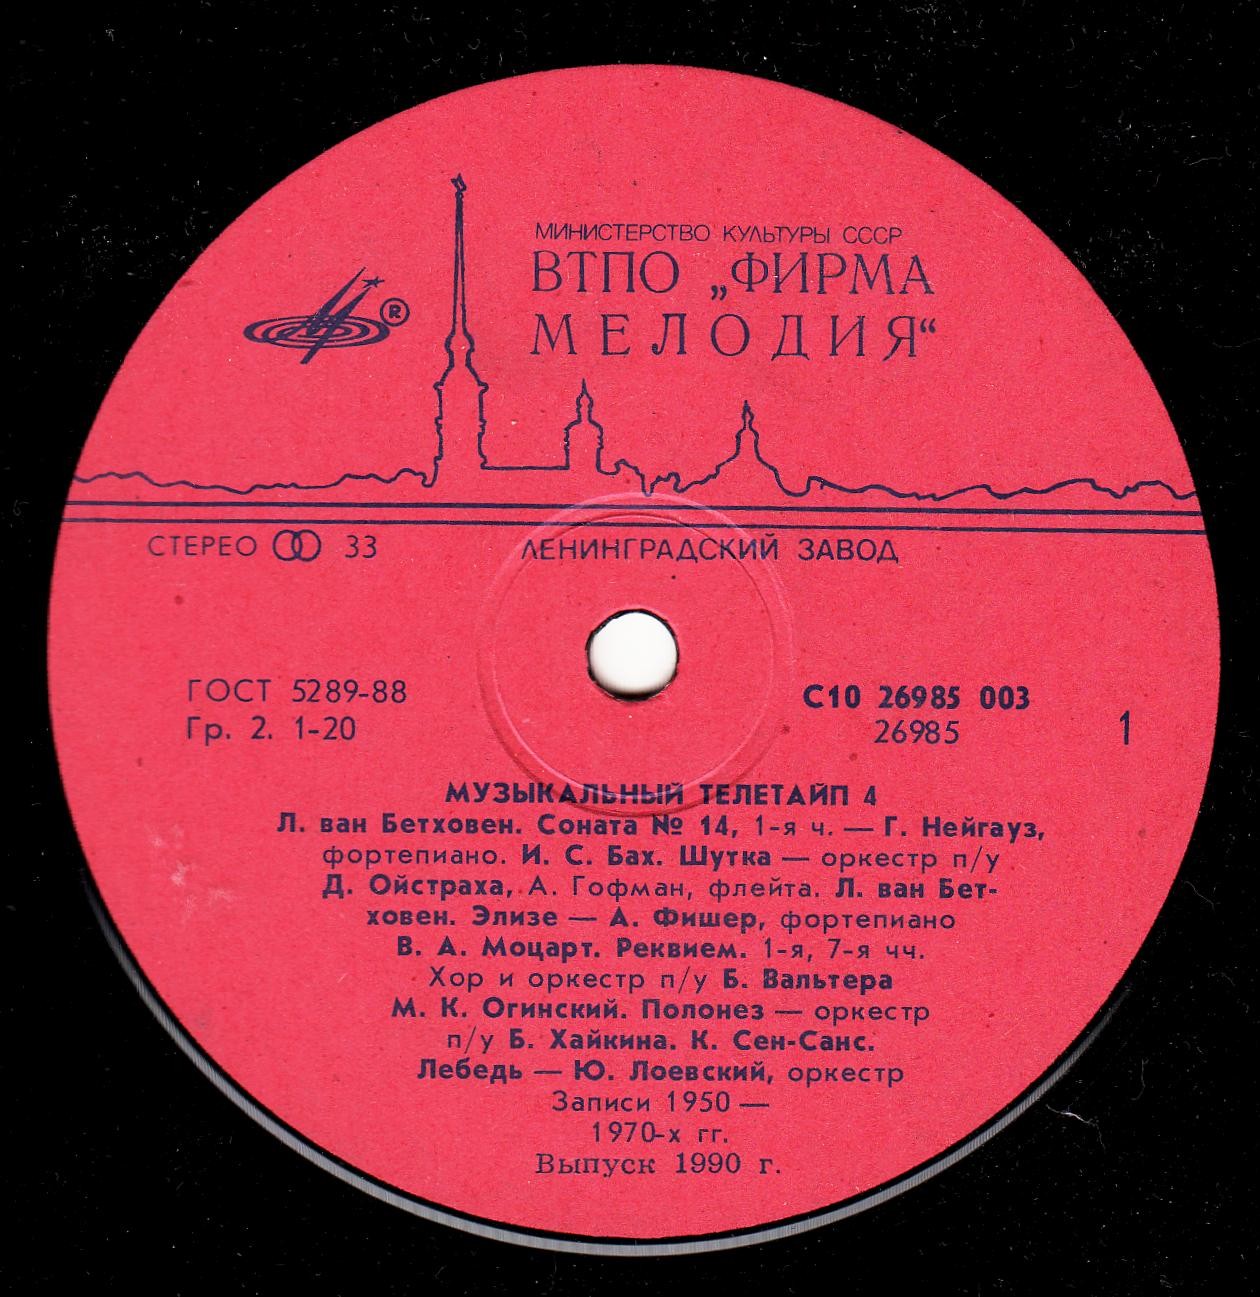 МИНИСТЕРСТВО КУЛЬТУРЫ СССР
ВТПО „ФИРМА
МЕЛОДИЯ“
®
СТЕРЕО 33
ЛЕНИНГРАДСКИЙ ЗАВОД
ГОСТ 5289-88
Гр. 2. 1-20
С10 26985 003
26985
1
МУЗЫКАЛЬНЫЙ ТЕЛЕТАЙП 4
Л. ван Бетховен. Соната № 14, 1-я ч. — Г. Нейгауз,
фортепиано. И. С. Бах. Шутка — оркестр п/у
Д. Ойстраха, А. Гофман, флейта. Л. ван Бет-
ховен. Элизе — А. Фишер, фортепиано
В. А. Моцарт. Реквием. 1-я, 7-я чч.
Хор и оркестр п/у Б. Вальтера
М. К. Огинский. Полонез — оркестр
п/у Б. Хайкина. К. Сен-Санс.
Лебедь — Ю. Лоевский, оркестр
Записи 1950 —
1970-х гг.
Выпуск 1990 г.